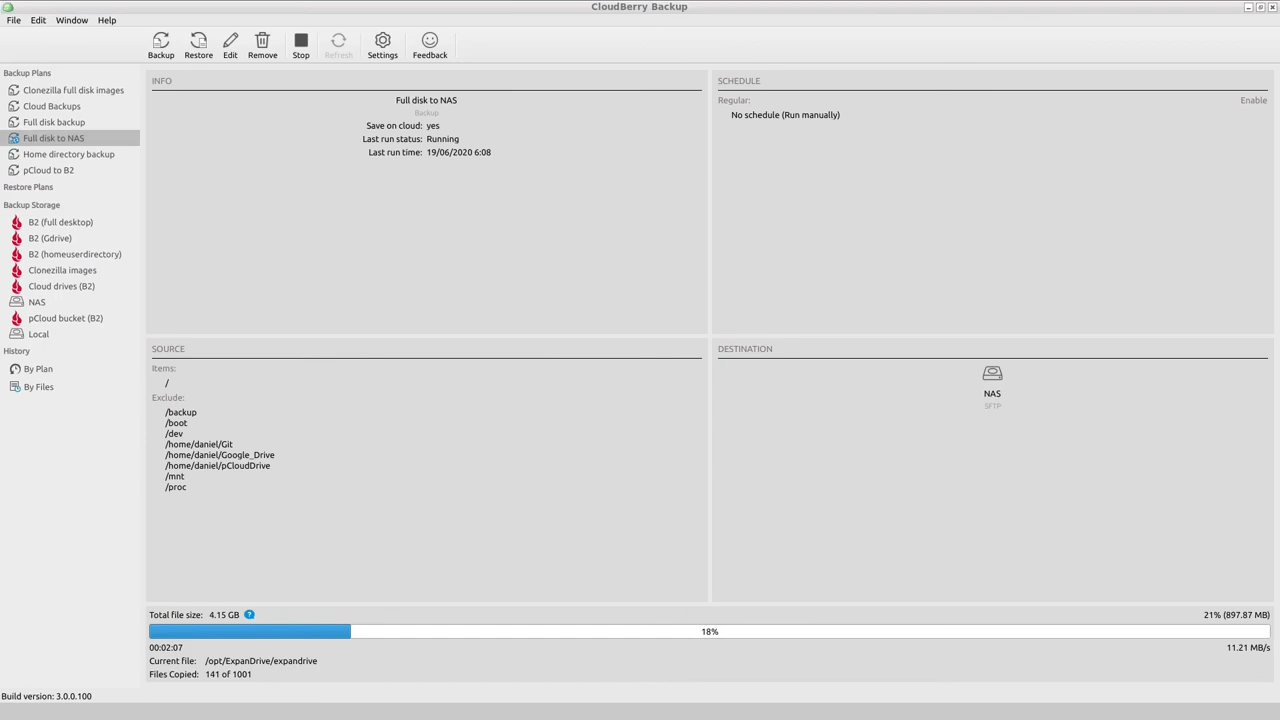 CloudBerry Backup
File Edit Window Help
Backup Restore Edit Remove Stop Refresh Settings Feedback
Backup Plans
Clonezilla full disk images
Cloud Backups
Full disk backup
Full disk to NAS
Home directory backup
pCloud to B2
Restore Plans
Backup Storage
B2 (full desktop)
B2 (Gdrive)
B2 (homeuserdirectory)
Clonezilla images
Cloud drives (B2)
NAS
pCloud bucket (B2)
Local
History
By Plan
By Files
INFO
Full disk to NAS
Backup
Save on cloud: yes
Last run status: Running
Last run time: 19/06/2020 6:08
SCHEDULE
Regular: Enable
No schedule (Run manually)
SOURCE
Items:
/
Exclude:
/backup
/boot
/dev
/home/daniel/Git
/home/daniel/Google_Drive
/home/daniel/pCloudDrive
/mnt
/proc
DESTINATION
NAS
SFTP
Total file size: 4.15 GB ? 21% (897.87 MB)
18%
00:02:07 11.21 MB/s
Current file: /opt/ExpanDrive/expandrive
Files Copied: 141 of 1001
Build version: 3.0.0.100